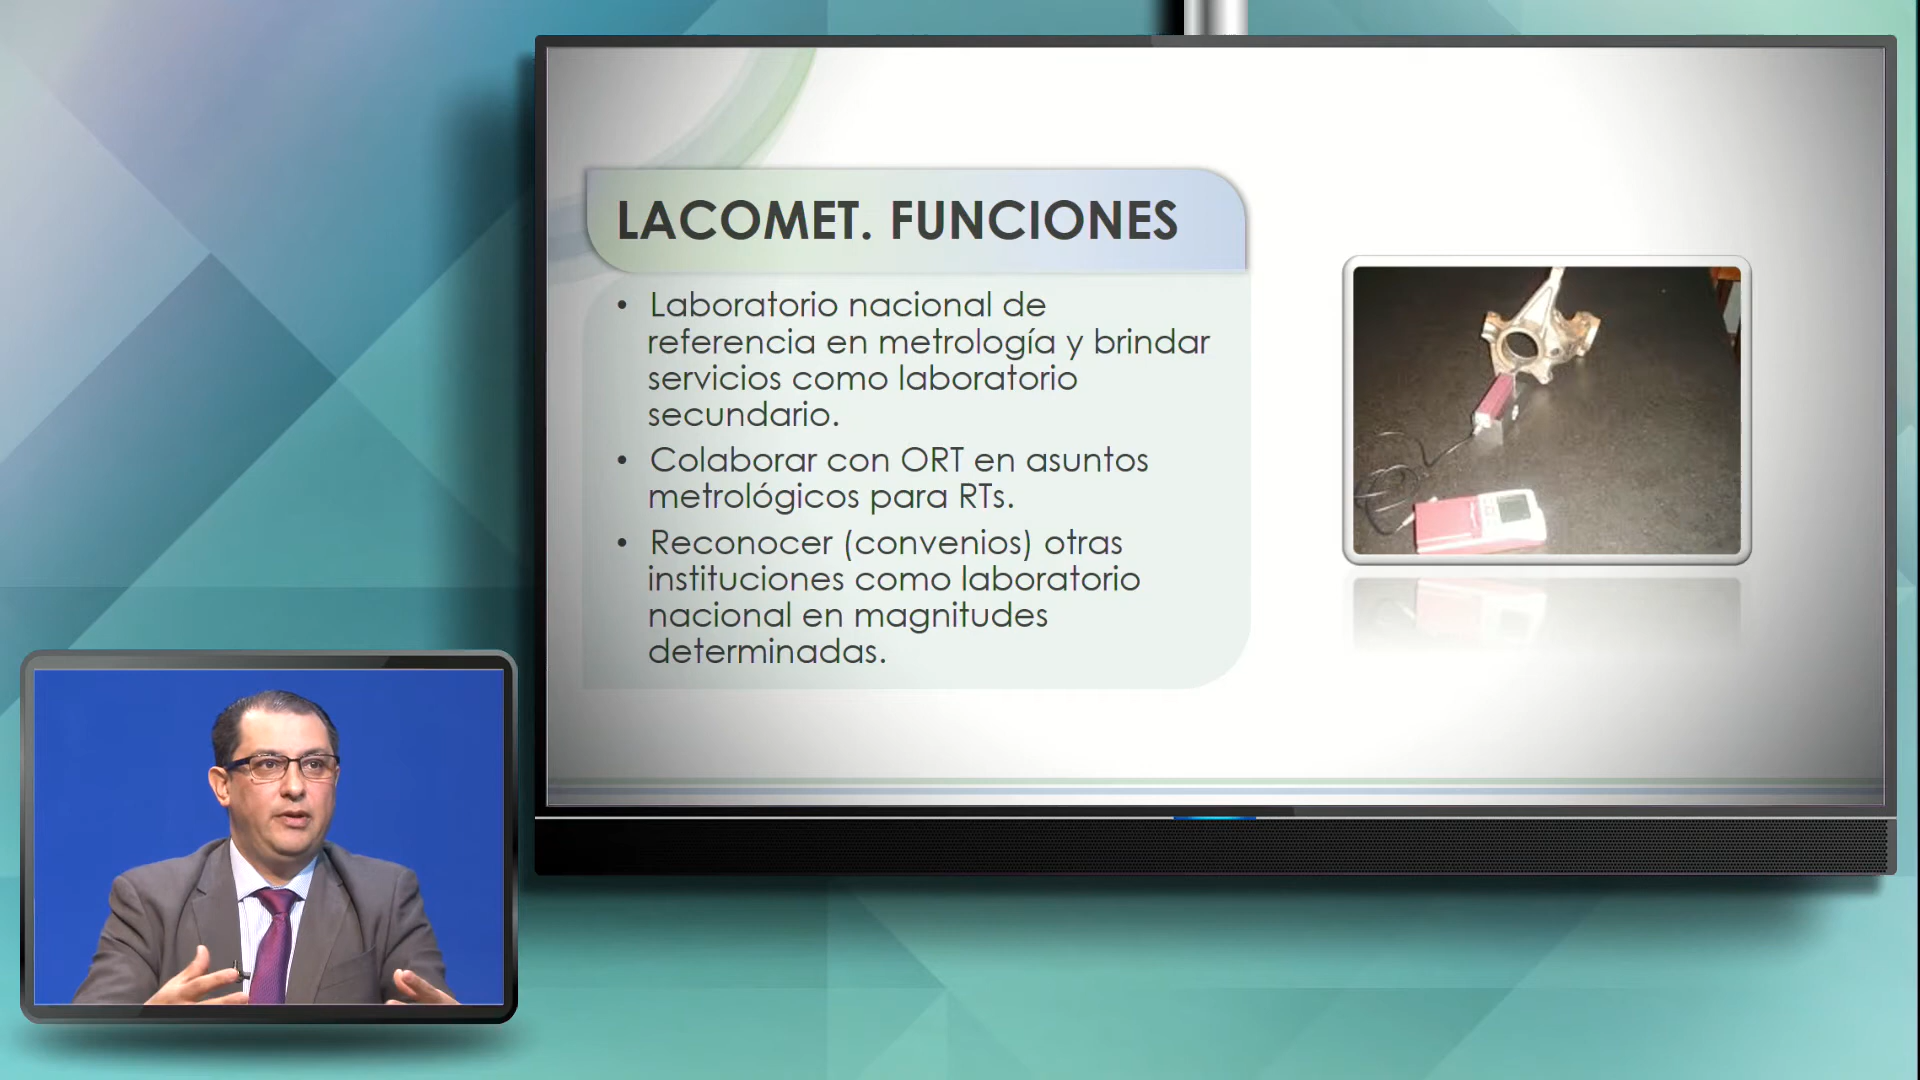 LACOMET. FUNCIONES
• Laboratorio nacional de
referencia en metrología y brindar
servicios como laboratorio
secundario.
• Colaborar con ORT en asuntos
metrológicos para RTs.
• Reconocer (convenios) otras
instituciones como laboratorio
nacional en magnitudes
determinadas.